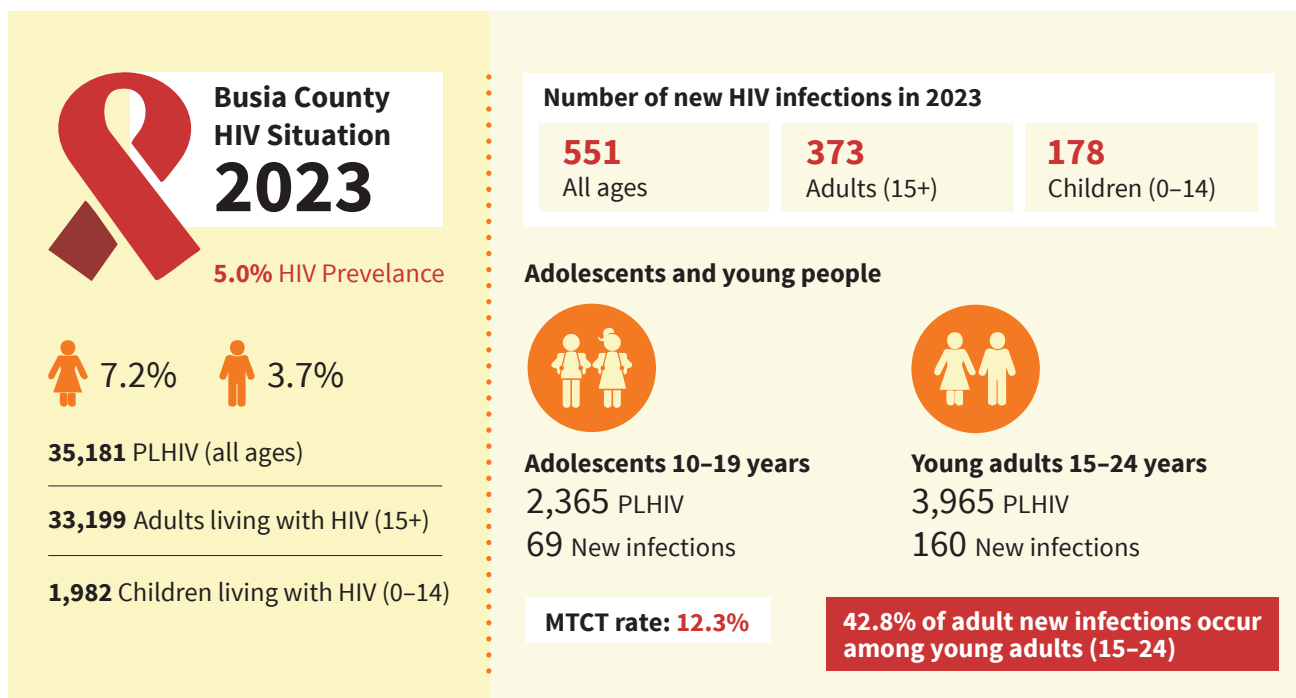 Busia County
HIV Situation
2023
5.0% HIV Prevelance
7.2%
3.7%
35,181 PLHIV (all ages)
33,199 Adults living with HIV (15+)
1,982 Children living with HIV (0–14)
Number of new HIV infections in 2023
551
All ages
373
Adults (15+)
178
Children (0–14)
Adolescents and young people
Adolescents 10–19 years
2,365 PLHIV
69 New infections
Young adults 15–24 years
3,965 PLHIV
160 New infections
MTCT rate: 12.3%
42.8% of adult new infections occur
among young adults (15–24)